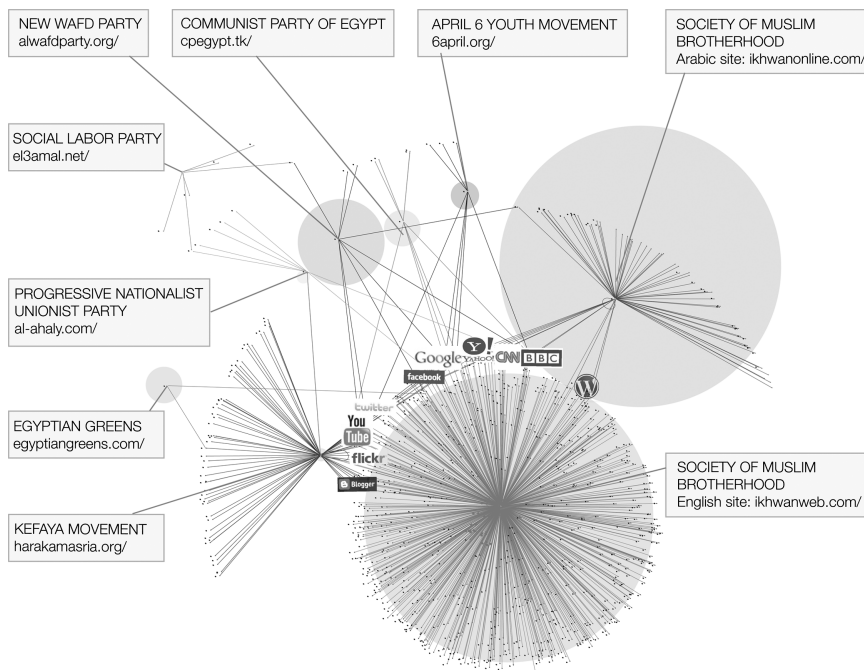 NEW WAFD PARTY
alwafdparty.org/
COMMUNIST PARTY OF EGYPT
cpegypt.tk/
APRIL 6 YOUTH MOVEMENT
6april.org/
SOCIETY OF MUSLIM
BROTHERHOOD
Arabic site: ikhwanonline.com/
SOCIAL LABOR PARTY
el3amal.net/
PROGRESSIVE NATIONALIST
UNIONIST PARTY
al-ahaly.com/
Google YAHOO! CNN BBC
Y!
facebook
W
twitter
You
Tube
flickr
Blogger
EGYPTIAN GREENS
egyptiangreens.com/
SOCIETY OF MUSLIM
BROTHERHOOD
English site: ikhwanweb.com/
KEFAYA MOVEMENT
harakamasria.org/